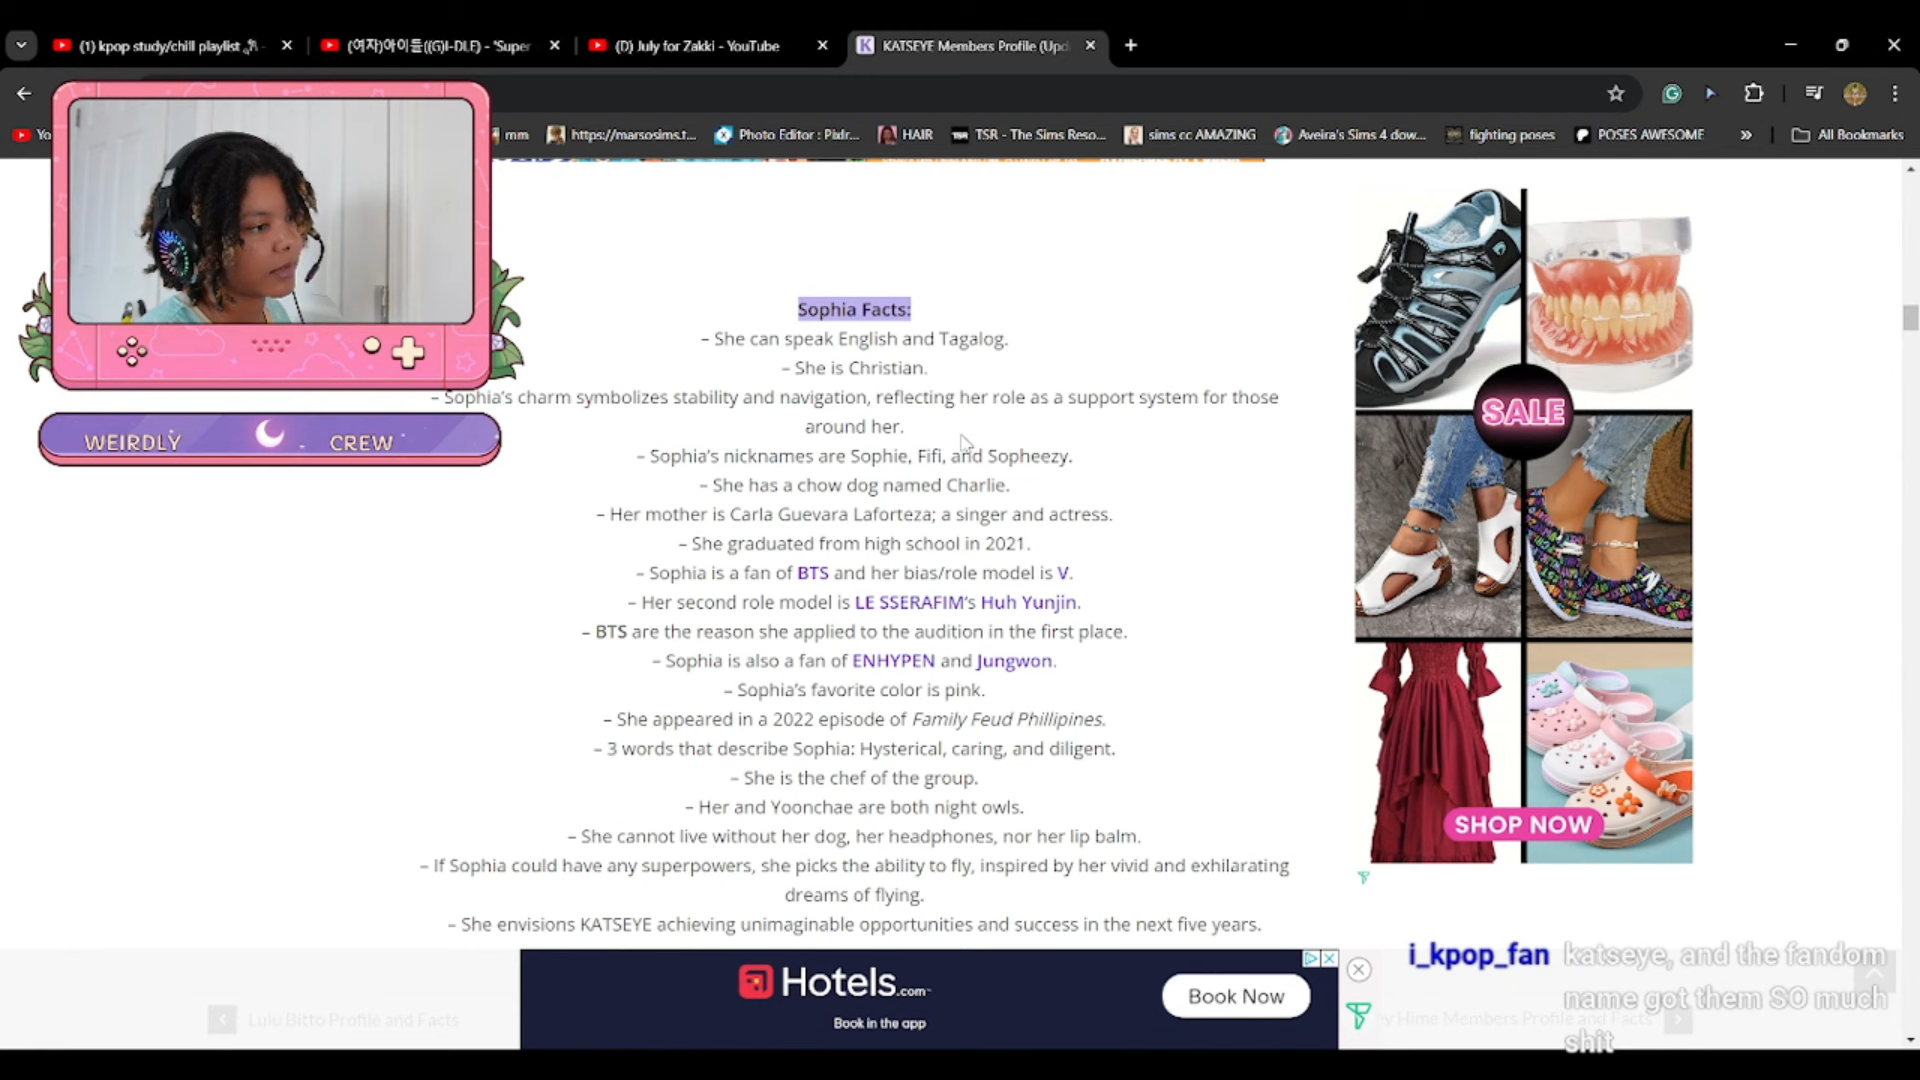 (1) kpop study/chill playlist
(여자)아이들((G)I-DLE) - 'Super
(D) July for Zakki - YouTube
KATSEYE Members Profile (Upd
Yo
mm
https://marsosims.t...
Photo Editor : Pixlr...
HAIR
TSR - The Sims Reso...
sims cc AMAZING
Aveira's Sims 4 dow...
fighting poses
POSES AWESOME
All Bookmarks
WEIRDLY CREW
Sophia Facts:
– She can speak English and Tagalog.
– She is Christian.
– Sophia's charm symbolizes stability and navigation, reflecting her role as a support system for those
around her.
– Sophia's nicknames are Sophie, Fifi, and Sopheezy.
– She has a chow dog named Charlie.
– Her mother is Carla Guevara Laforteza; a singer and actress.
– She graduated from high school in 2021.
– Sophia is a fan of BTS and her bias/role model is V.
– Her second role model is LE SSERAFIM's Huh Yunjin.
– BTS are the reason she applied to the audition in the first place.
– Sophia is also a fan of ENHYPEN and Jungwon.
– Sophia's favorite color is pink.
– She appeared in a 2022 episode of Family Feud Phillipines.
– 3 words that describe Sophia: Hysterical, caring, and diligent.
– She is the chef of the group.
– Her and Yoonchae are both night owls.
– She cannot live without her dog, her headphones, nor her lip balm.
– If Sophia could have any superpowers, she picks the ability to fly, inspired by her vivid and exhilarating
dreams of flying.
– She envisions KATSEYE achieving unimaginable opportunities and success in the next five years.
SALE
SHOP NOW
Lulu Bitto Profile and Facts
Hotels.com
Book in the app
Book Now
i_kpop_fan katseye, and the fandom
name got them SO much
shit
y Hime Members Profile and Facts